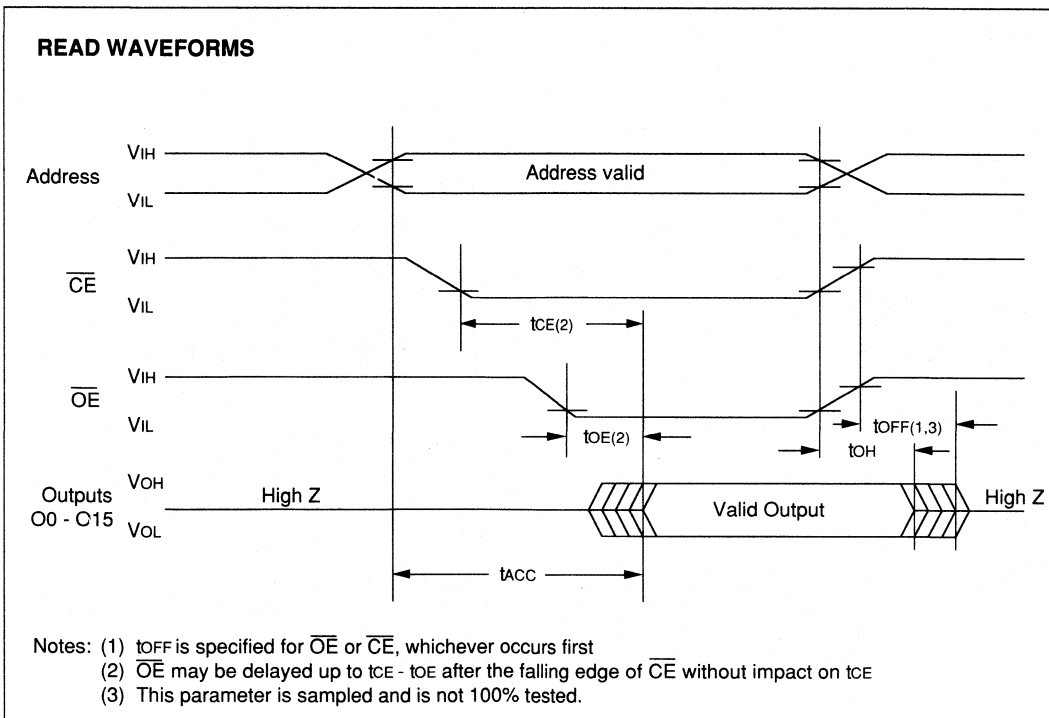 READ WAVEFORMS
Address
VIH
VIL
Address valid
CE
VIH
VIL
tCE(2)
OE
VIH
VIL
tOE(2)
tOFF(1,3)
tOH
Outputs
O0 - O15
VOH
VOL
High Z
Valid Output
High Z
tACC
Notes: (1) tOFF is specified for OE or CE, whichever occurs first
(2) OE may be delayed up to tCE - tOE after the falling edge of CE without impact on tCE
(3) This parameter is sampled and is not 100% tested.